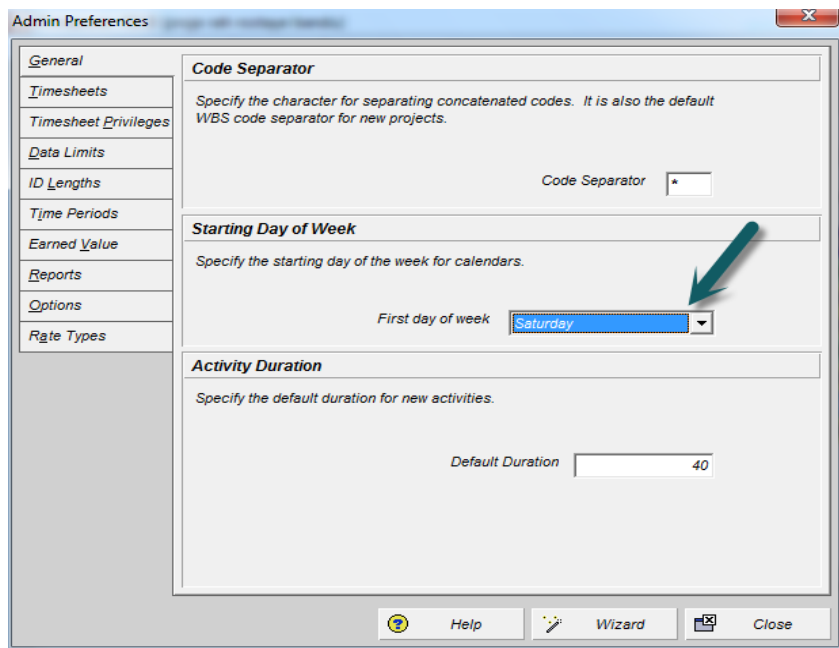 Admin Preferences
General
Timesheets
Timesheet Privileges
Data Limits
ID Lengths
Time Periods
Earned Value
Reports
Options
Rate Types
Code Separator
Specify the character for separating concatenated codes. It is also the default
WBS code separator for new projects.
Code Separator *
Starting Day of Week
Specify the starting day of the week for calendars.
First day of week Saturday
Activity Duration
Specify the default duration for new activities.
Default Duration 40
Help Wizard Close